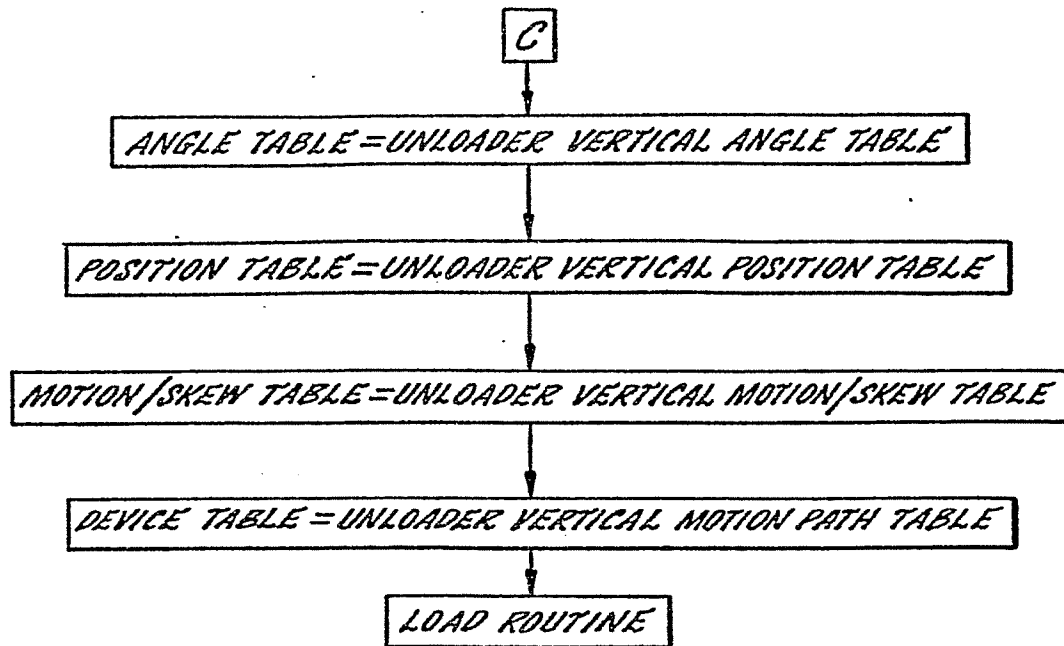 C
ANGLE TABLE=UNLOADER VERTICAL ANGLE TABLE
POSITION TABLE=UNLOADER VERTICAL POSITION TABLE
MOTION/SKEW TABLE=UNLOADER VERTICAL MOTION/SKEW TABLE
DEVICE TABLE=UNLOADER VERTICAL MOTION PATH TABLE
LOAD ROUTINE